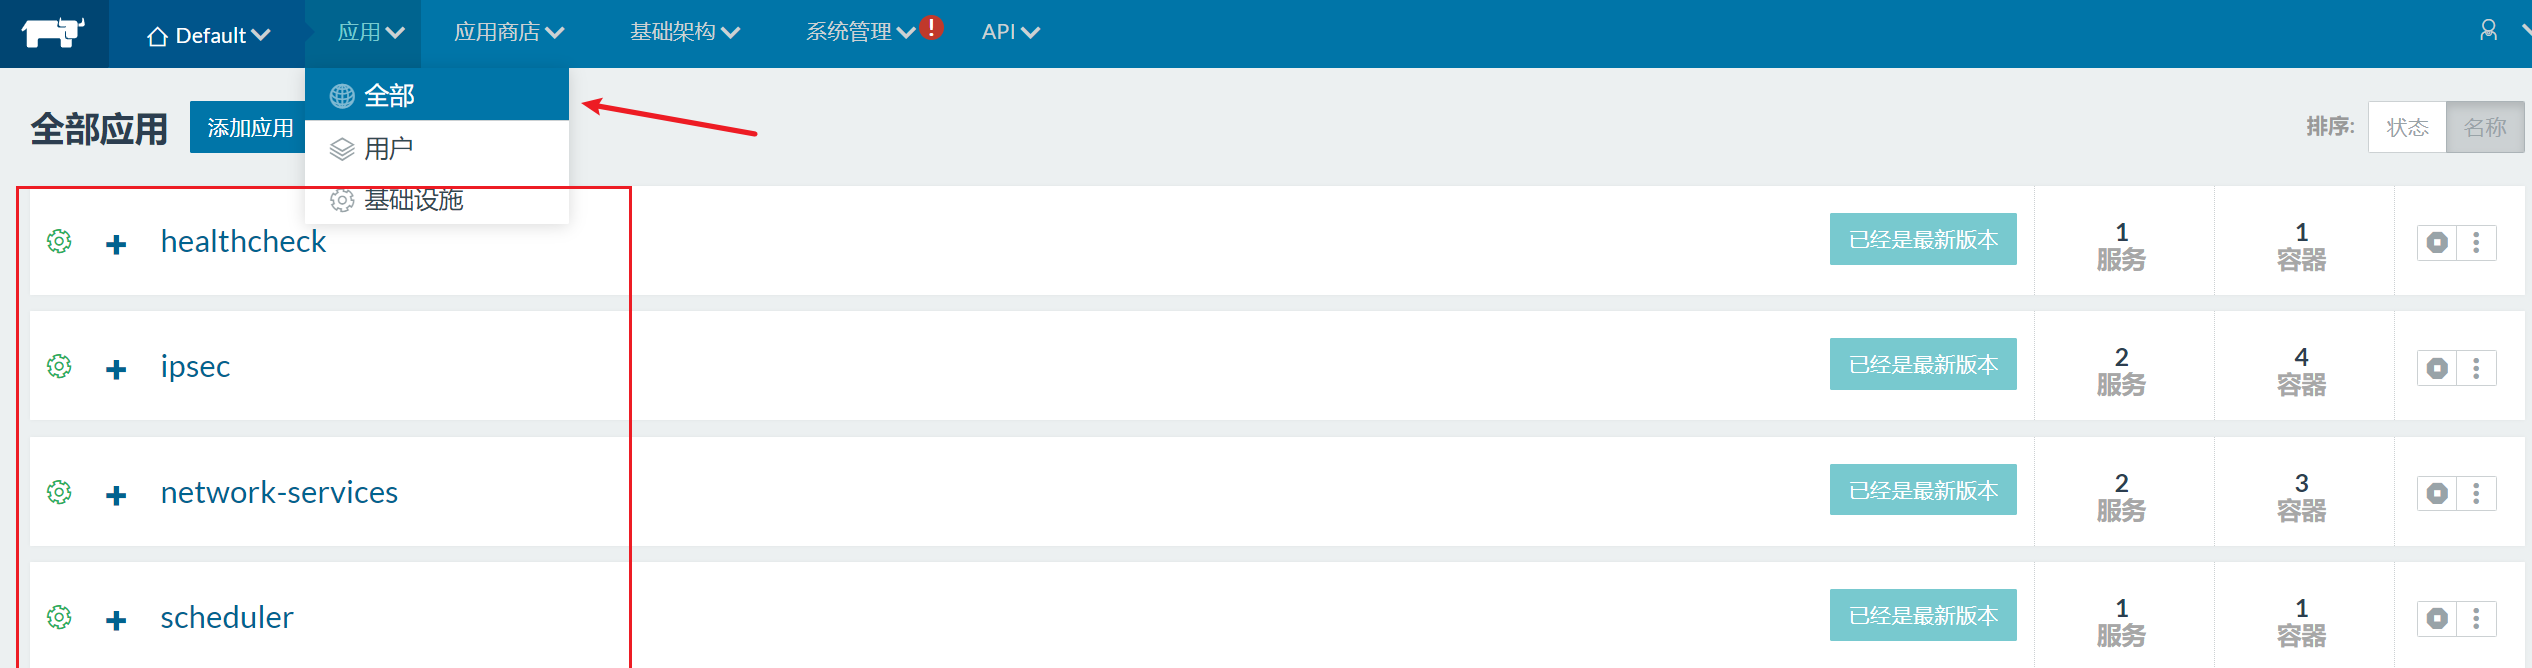 Default 应用 应用商店 基础架构 系统管理 ! API
全部
用户
基础设施
全部应用 添加应用 排序: 状态 名称
healthcheck 已经是最新版本 1 服务 1 容器
ipsec 已经是最新版本 2 服务 4 容器
network-services 已经是最新版本 2 服务 3 容器
scheduler 已经是最新版本 1 服务 1 容器